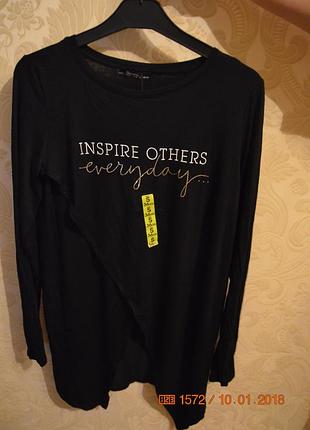 INSPIRE OTHERS
everyday...
S
S
S
S
S
1572 / 10.01.2018